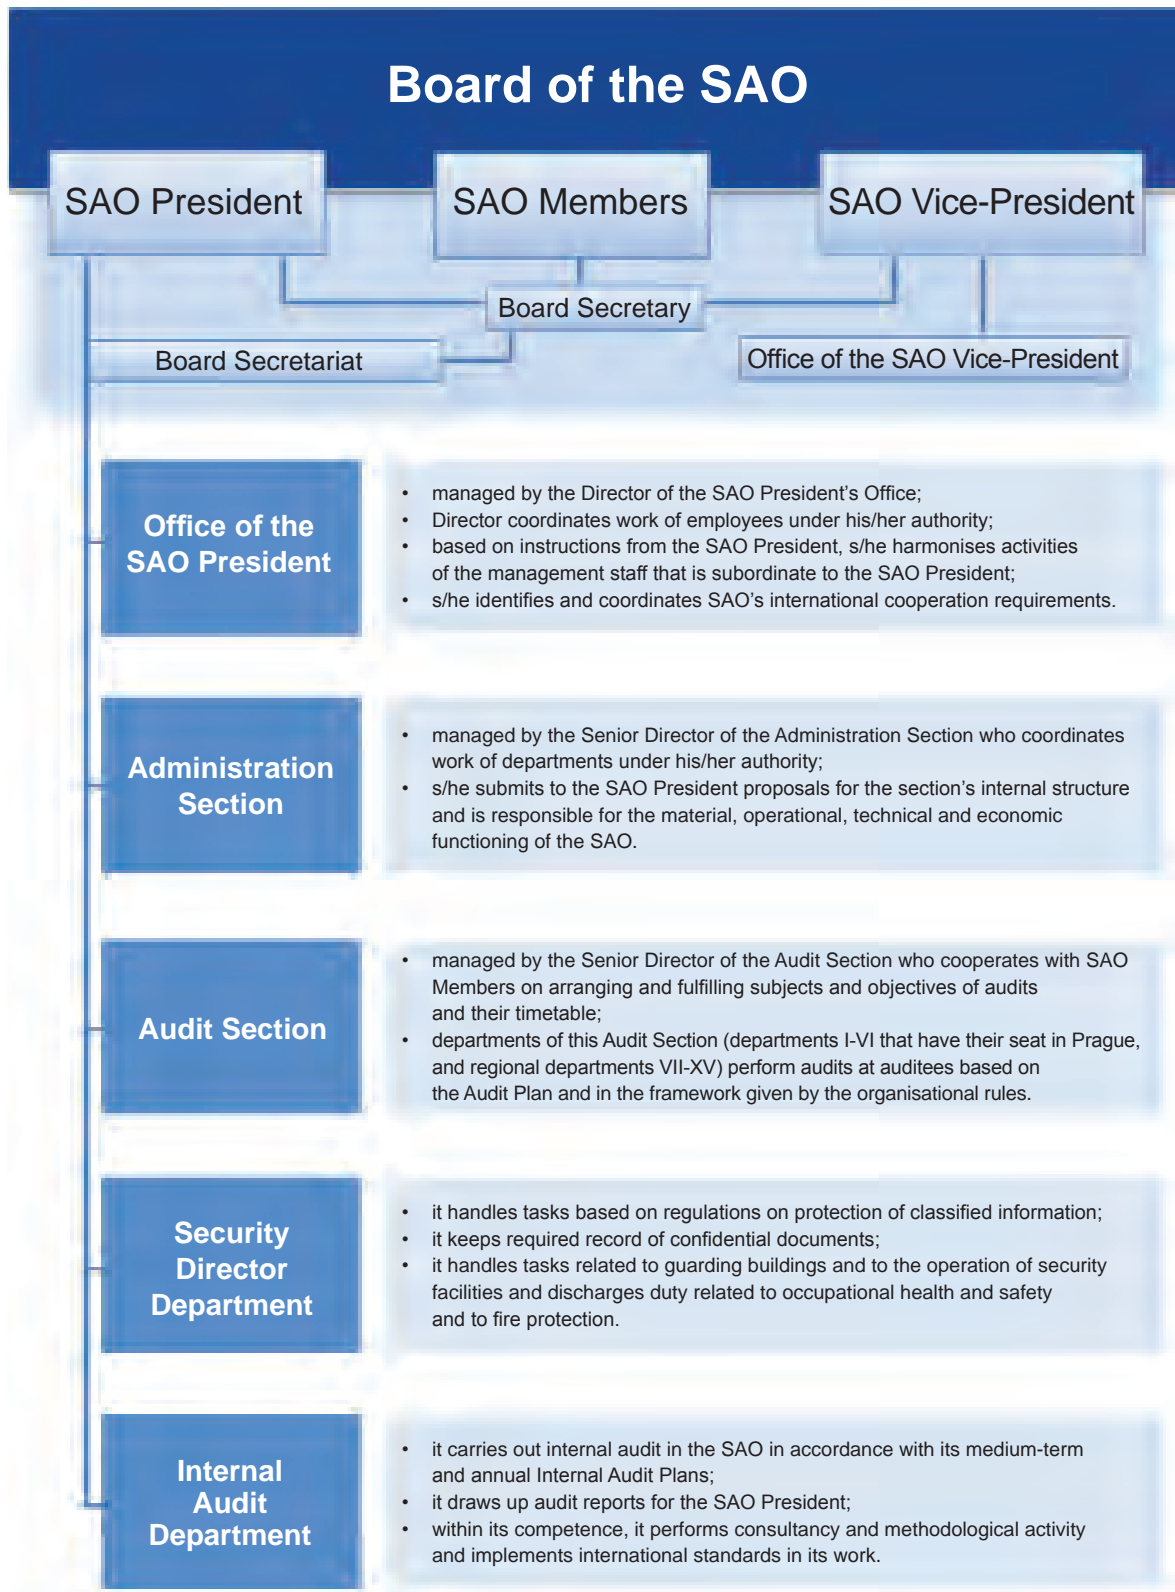 Board of the SAO
SAO President
SAO Members
SAO Vice-President
Board Secretary
Board Secretariat
Office of the SAO Vice-President
Office of the
SAO President
• managed by the Director of the SAO President's Office;
• Director coordinates work of employees under his/her authority;
• based on instructions from the SAO President, s/he harmonises activities
of the management staff that is subordinate to the SAO President;
• s/he identifies and coordinates SAO's international cooperation requirements.
Administration
Section
• managed by the Senior Director of the Administration Section who coordinates
work of departments under his/her authority;
• s/he submits to the SAO President proposals for the section's internal structure
and is responsible for the material, operational, technical and economic
functioning of the SAO.
Audit Section
• managed by the Senior Director of the Audit Section who cooperates with SAO
Members on arranging and fulfilling subjects and objectives of audits
and their timetable;
• departments of this Audit Section (departments I-VI that have their seat in Prague,
and regional departments VII-XV) perform audits at auditees based on
the Audit Plan and in the framework given by the organisational rules.
Security
Director
Department
• it handles tasks based on regulations on protection of classified information;
• it keeps required record of confidential documents;
• it handles tasks related to guarding buildings and to the operation of security
facilities and discharges duty related to occupational health and safety
and to fire protection.
Internal
Audit
Department
• it carries out internal audit in the SAO in accordance with its medium-term
and annual Internal Audit Plans;
• it draws up audit reports for the SAO President;
• within its competence, it performs consultancy and methodological activity
and implements international standards in its work.